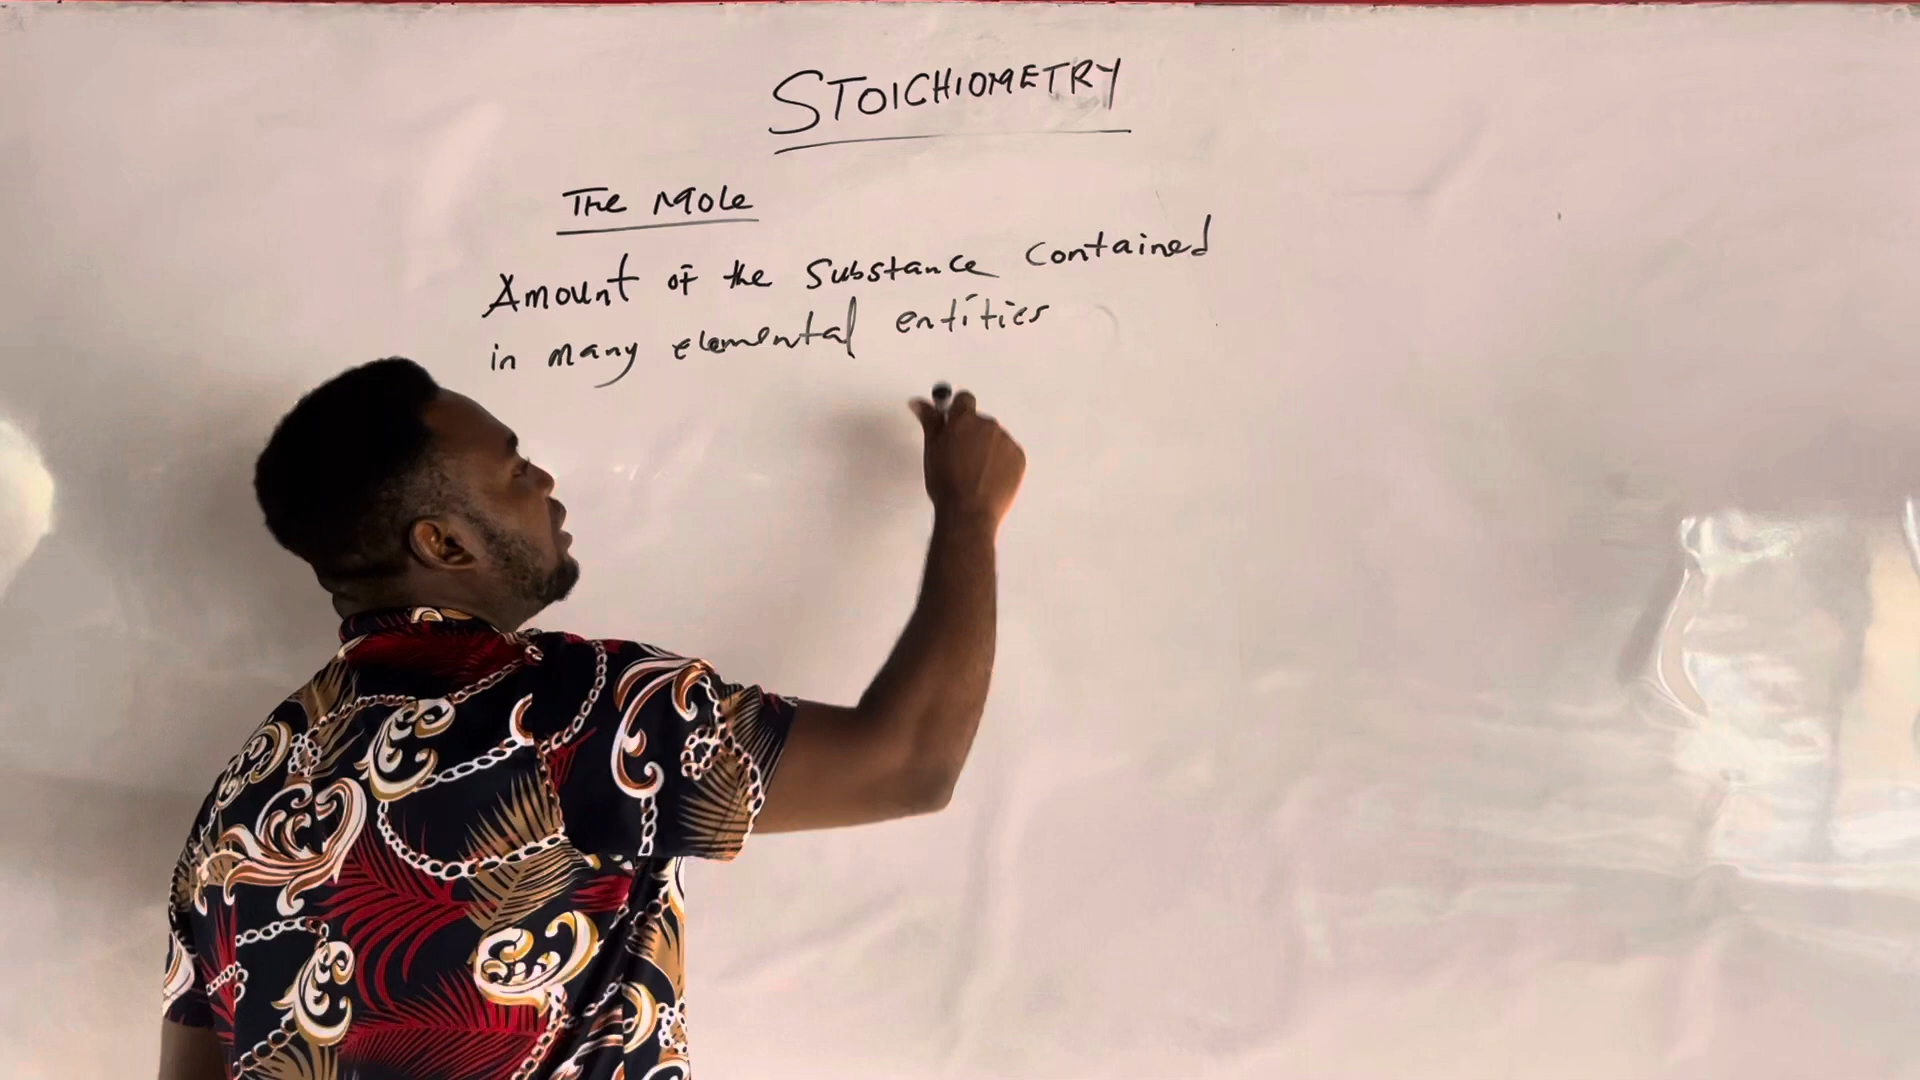 STOICHIOMETRY
The Mole
Amount of the Substance contained
in many elemental entities